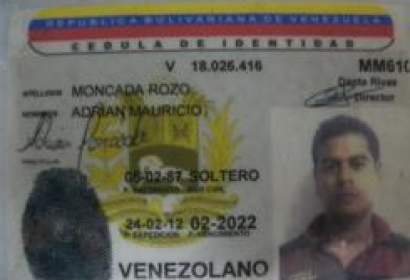 REPUBLICA BOLIVARIANA DE VENEZUELA
CEDULA DE IDENTIDAD
V 18.026.416 MM610
Dante Rivas
Director
APELLIDOS MONCADA ROZO
NOMBRES ADRIAN MAURICIO
08-02-87 SOLTERO
F. NACIMIENTO EDO CIVIL
24-02-12 02-2022
F. EXPEDICION F. VENCIMIENTO
VENEZOLANO